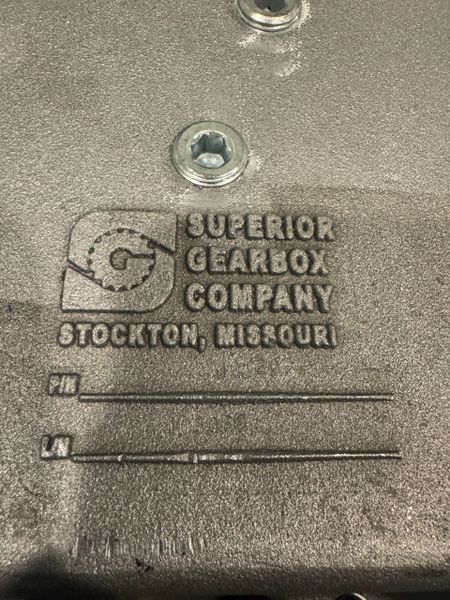 SUPERIOR
GEARBOX
COMPANY
STOCKTON, MISSOURI
P/N
L/N